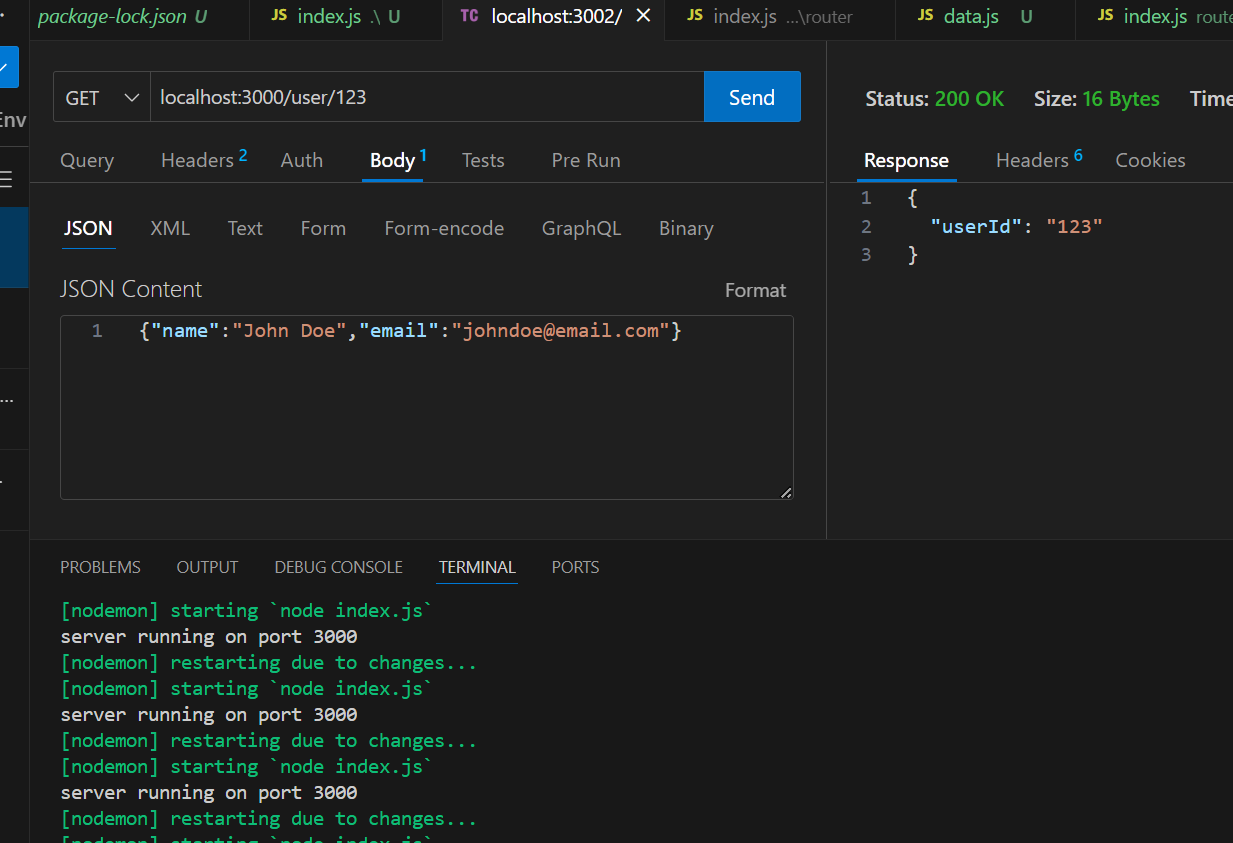 package-lock.json U
JS index.js .\ U
TC localhost:3002/ ✕
JS index.js ...\router
JS data.js U
JS index.js route
Env
GET localhost:3000/user/123 Send
Query Headers 2 Auth Body 1 Tests Pre Run
JSON XML Text Form Form-encode GraphQL Binary
JSON Content Format
1 {"name":"John Doe","email":"johndoe@email.com"}
Status: 200 OK Size: 16 Bytes Time
Response Headers 6 Cookies
1 {
2 "userId": "123"
3 }
PROBLEMS OUTPUT DEBUG CONSOLE TERMINAL PORTS
[nodemon] starting `node index.js`
server running on port 3000
[nodemon] restarting due to changes...
[nodemon] starting `node index.js`
server running on port 3000
[nodemon] restarting due to changes...
[nodemon] starting `node index.js`
server running on port 3000
[nodemon] restarting due to changes...
[nodemon] starting `node index.js`